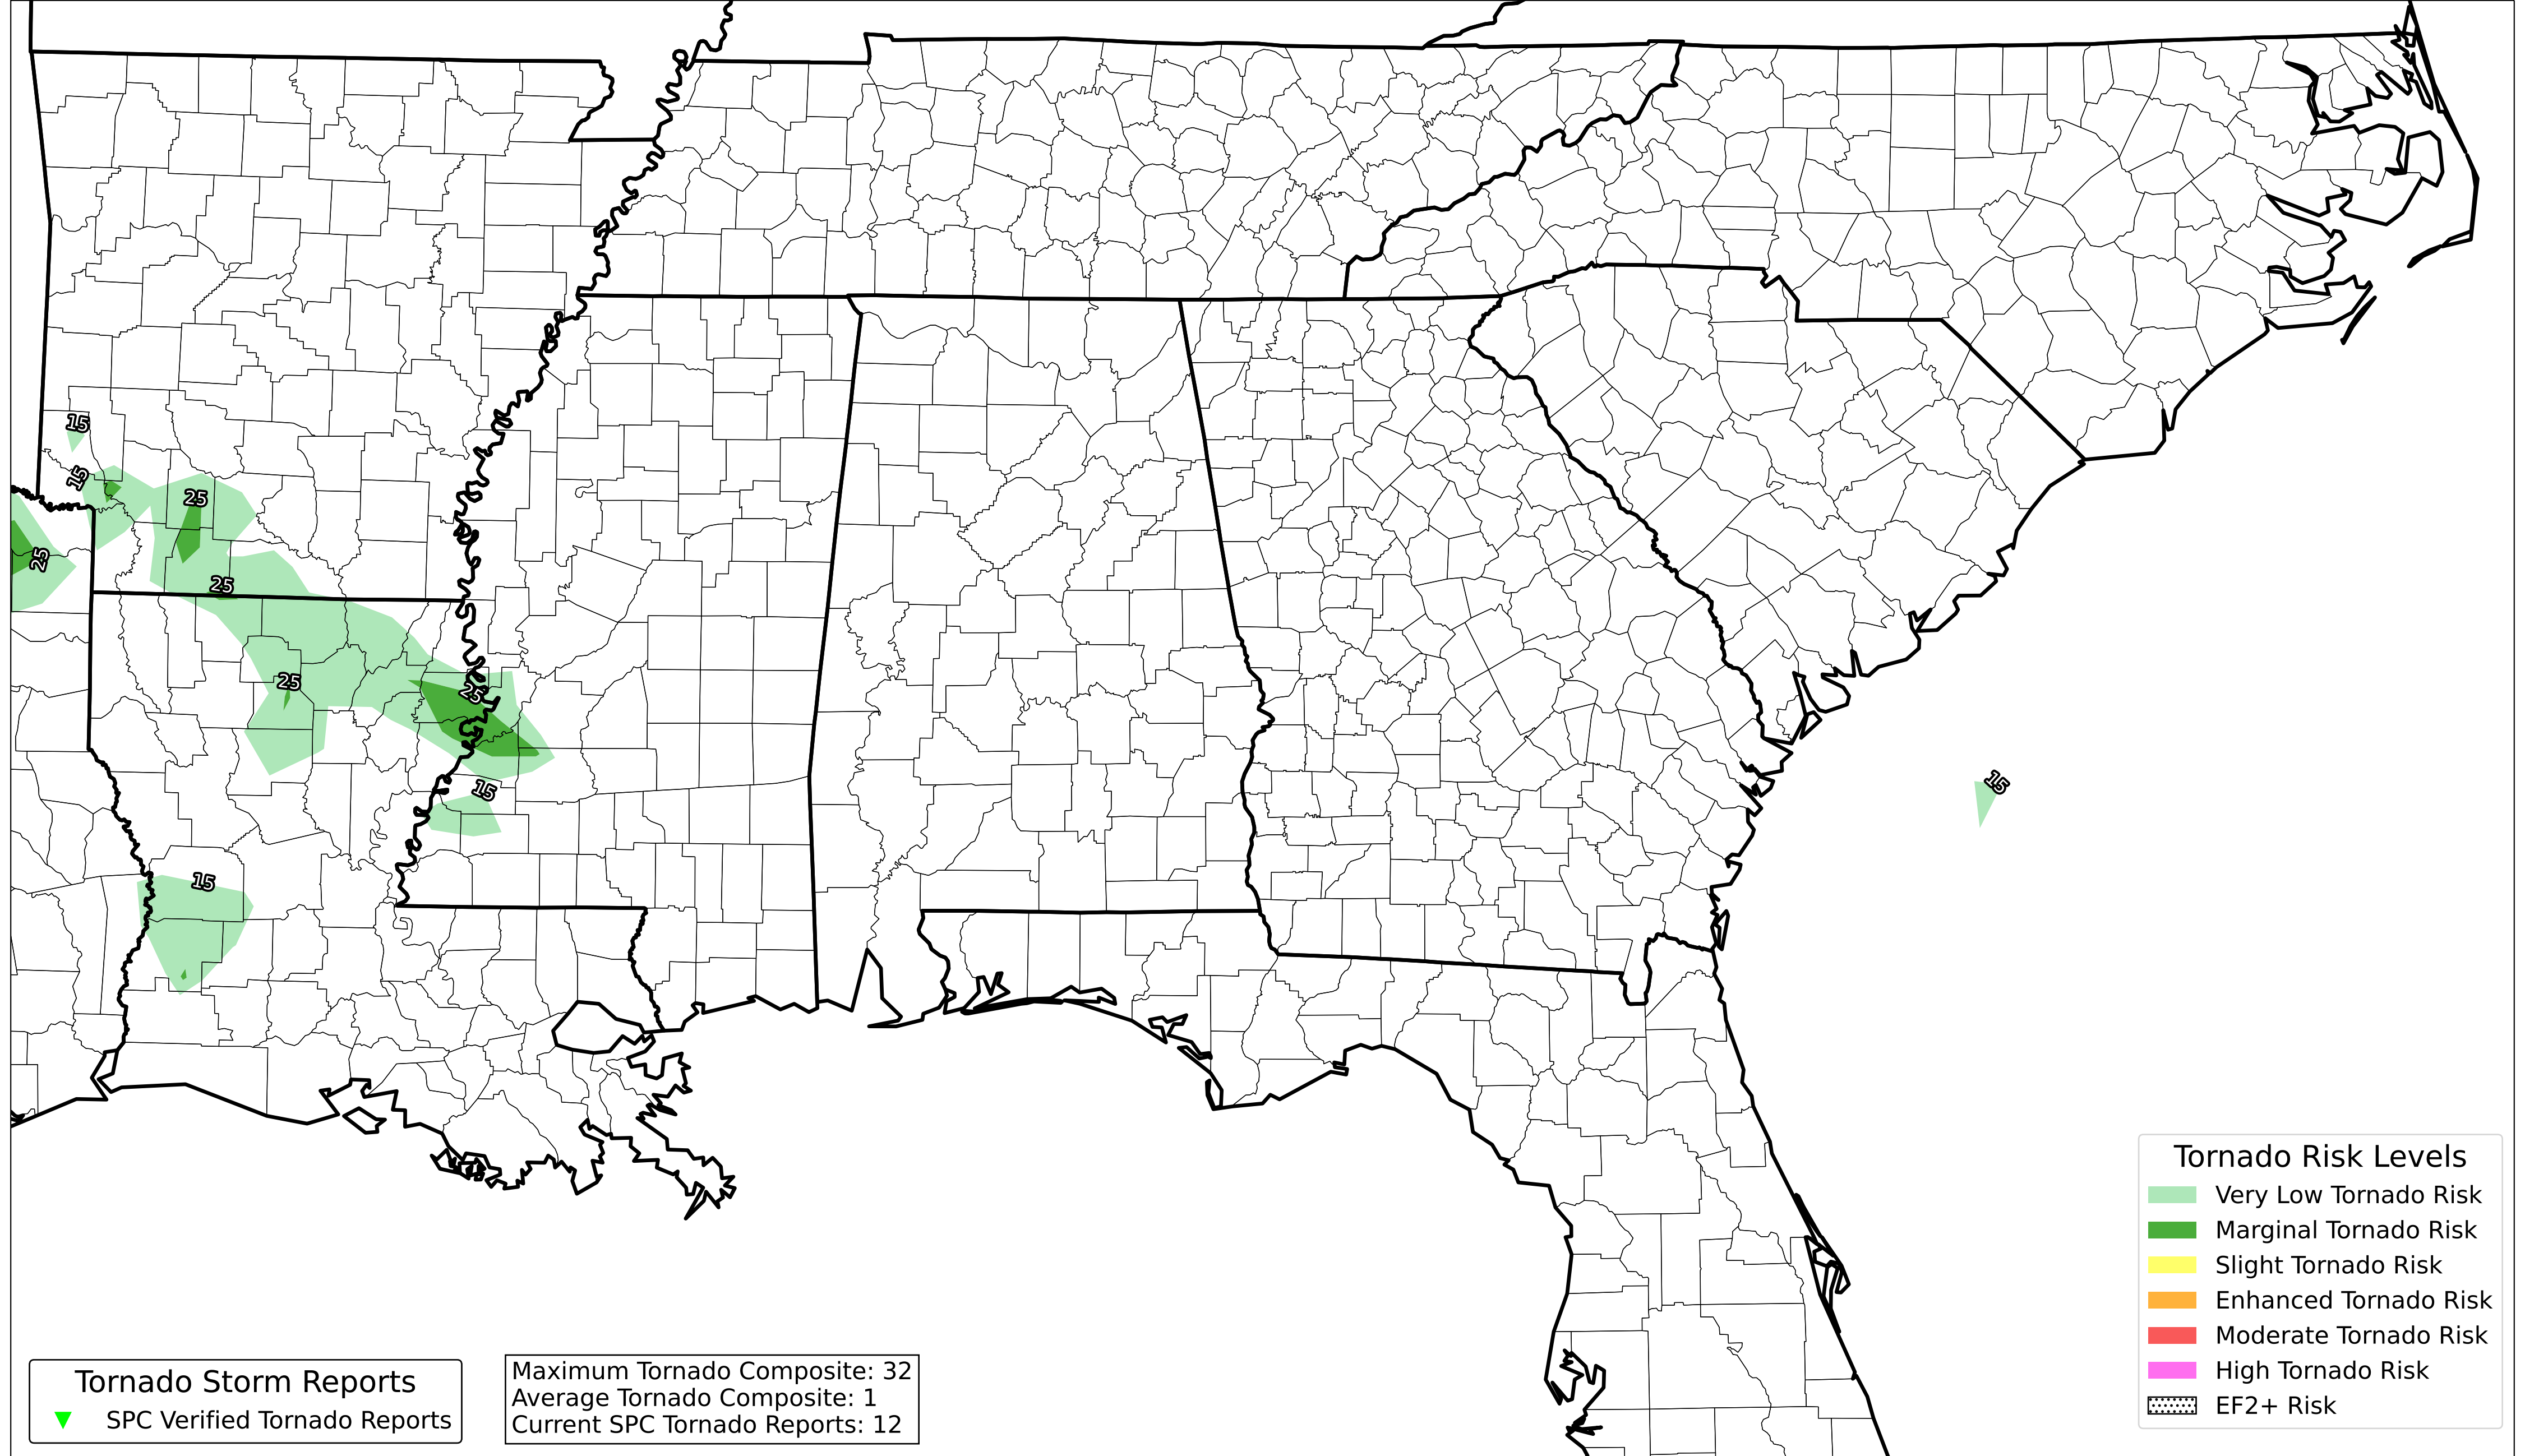 15
15
25
25
25
25
25
15
15
15
Tornado Risk Levels
Very Low Tornado Risk
Marginal Tornado Risk
Slight Tornado Risk
Enhanced Tornado Risk
Moderate Tornado Risk
High Tornado Risk
EF2+ Risk
Tornado Storm Reports
SPC Verified Tornado Reports
Maximum Tornado Composite: 32
Average Tornado Composite: 1
Current SPC Tornado Reports: 12